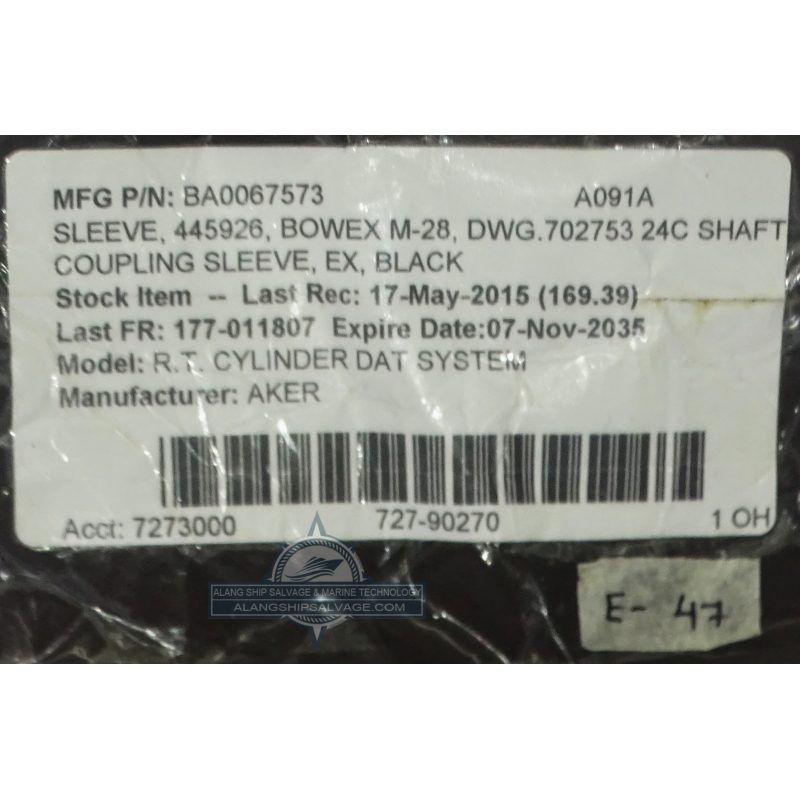 MFG P/N: BA0067573 A091A
SLEEVE, 445926, BOWEX M-28, DWG.702753 24C SHAFT
COUPLING SLEEVE, EX, BLACK
Stock Item -- Last Rec: 17-May-2015 (169.39)
Last FR: 177-011807 Expire Date:07-Nov-2035
Model: R.T. CYLINDER DAT SYSTEM
Manufacturer: AKER
Acct: 7273000 727-90270 1 OH
ALANG SHIP SALVAGE & MARINE TECHNOLOGY
ALANGSHIPSALVAGE.COM
E- 47